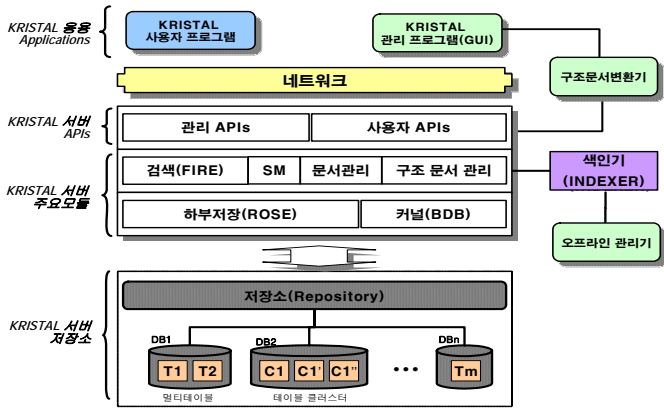 KRISTAL 응용
Applications
KRISTAL
사용자 프로그램
KRISTAL
관리 프로그램(GUI)
네트워크
구조문서변환기
KRISTAL 서버
APIs
관리 APIs
사용자 APIs
KRISTAL 서버
주요모듈
검색(FIRE)
SM
문서관리
구조 문서 관리
색인기
(INDEXER)
하부저장(ROSE)
커널(BDB)
오프라인 관리기
KRISTAL 서버
저장소
저장소(Repository)
DB1
DB2
DBn
T1
T2
C1
C1'
C1''
•••
Tm
멀티테이블
테이블 클러스터